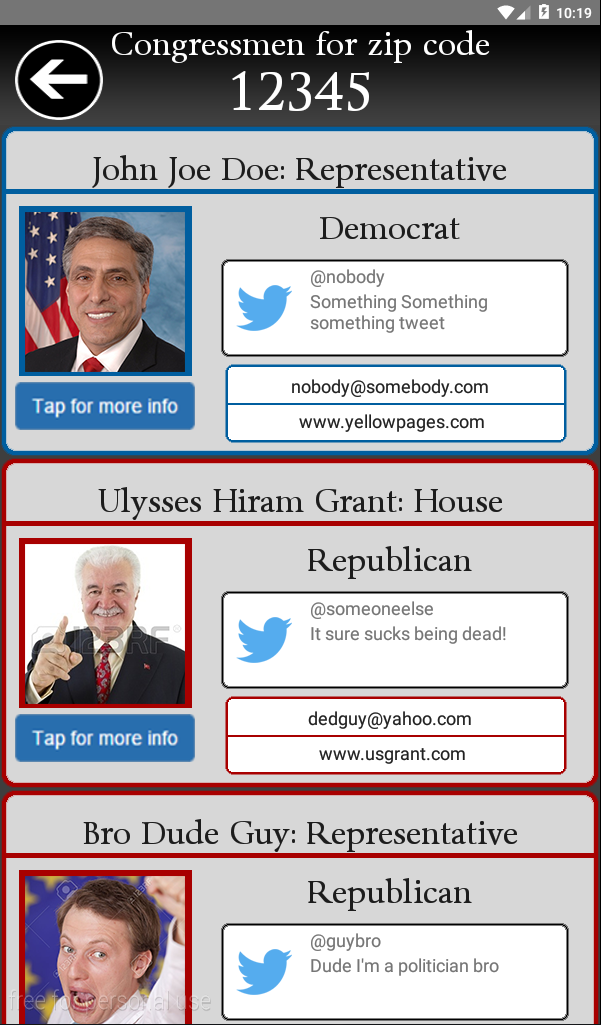 10:19
Congressmen for zip code
12345
John Joe Doe: Representative
Democrat
@nobody
Something Something
something tweet
Tap for more info
nobody@somebody.com
www.yellowpages.com
Ulysses Hiram Grant: House
Republican
@someoneelse
It sure sucks being dead!
123RF
Tap for more info
dedguy@yahoo.com
www.usgrant.com
Bro Dude Guy: Representative
Republican
@guybro
Dude I'm a politician bro
free for personal use